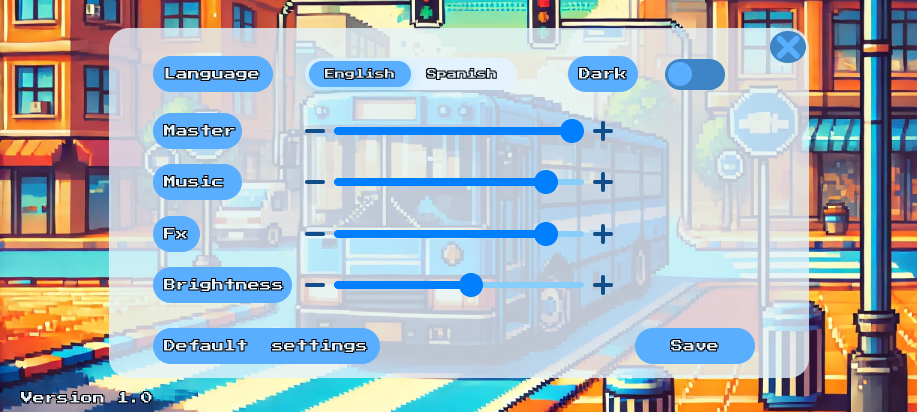 Language
English
Spanish
Dark
Master
Music
Fx
Brightness
Default settings
Save
Version 1.0